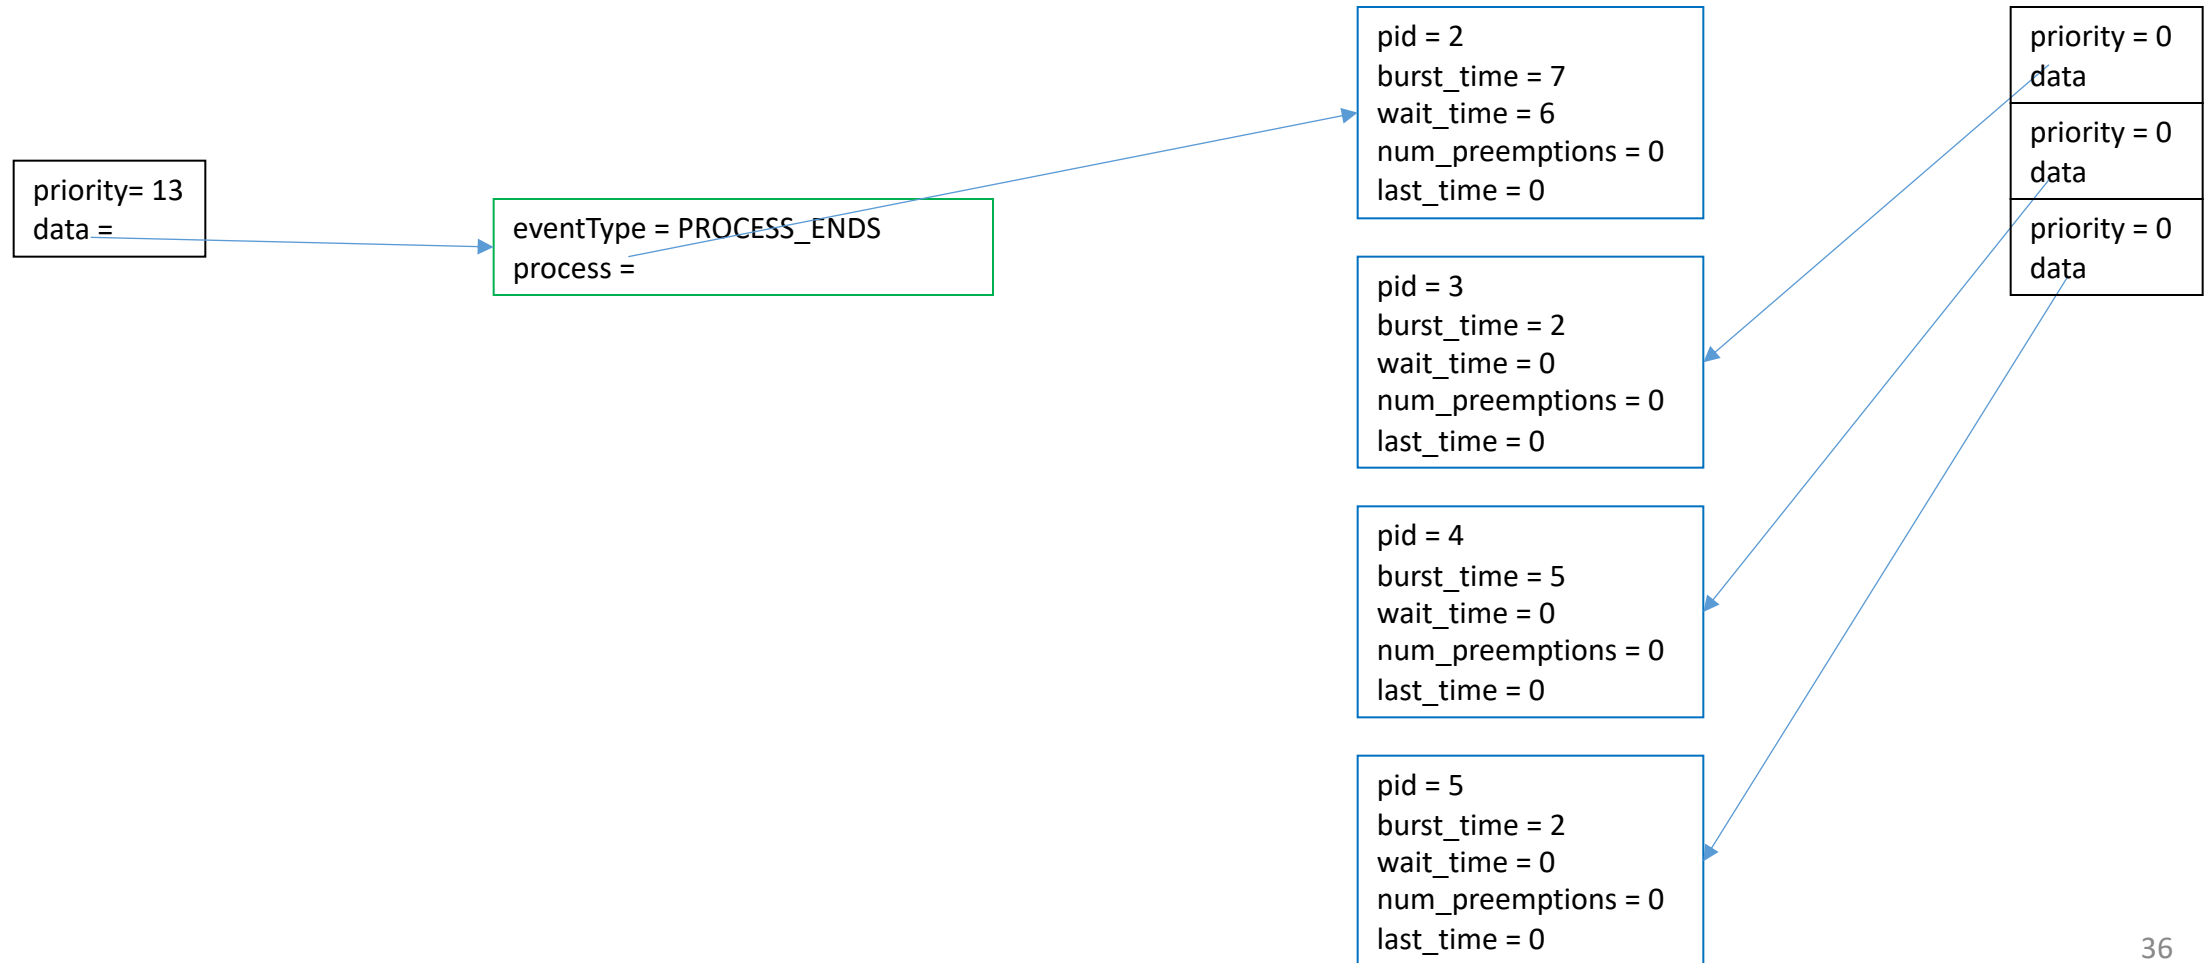 priority= 13
data =
eventType = PROCESS_ENDS
process =
pid = 2
burst_time = 7
wait_time = 6
num_preemptions = 0
last_time = 0
pid = 3
burst_time = 2
wait_time = 0
num_preemptions = 0
last_time = 0
pid = 4
burst_time = 5
wait_time = 0
num_preemptions = 0
last_time = 0
pid = 5
burst_time = 2
wait_time = 0
num_preemptions = 0
last_time = 0
priority = 0
data
priority = 0
data
priority = 0
data
36